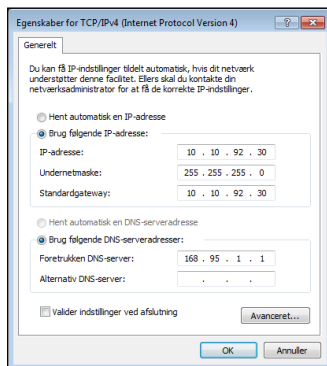 Egenskaber for TCP/IPv4 (Internet Protocol Version 4)
Generelt
Du kan få IP-indstillinger tildelt automatisk, hvis dit netværk
understøtter denne facilitet. Ellers skal du kontakte din
netværksadministrator for at få de korrekte IP-indstillinger.
Hent automatisk en IP-adresse
Brug følgende IP-adresse:
IP-adresse: 10 . 10 . 92 . 30
Undernetmaske: 255 . 255 . 255 . 0
Standardgateway: 10 . 10 . 92 . 30
Hent automatisk en DNS-serveradresse
Brug følgende DNS-serveradresser:
Foretrukken DNS-server: 168 . 95 . 1 . 1
Alternativ DNS-server: . . .
Valider indstillinger ved afslutning
Avanceret...
OK Annuller